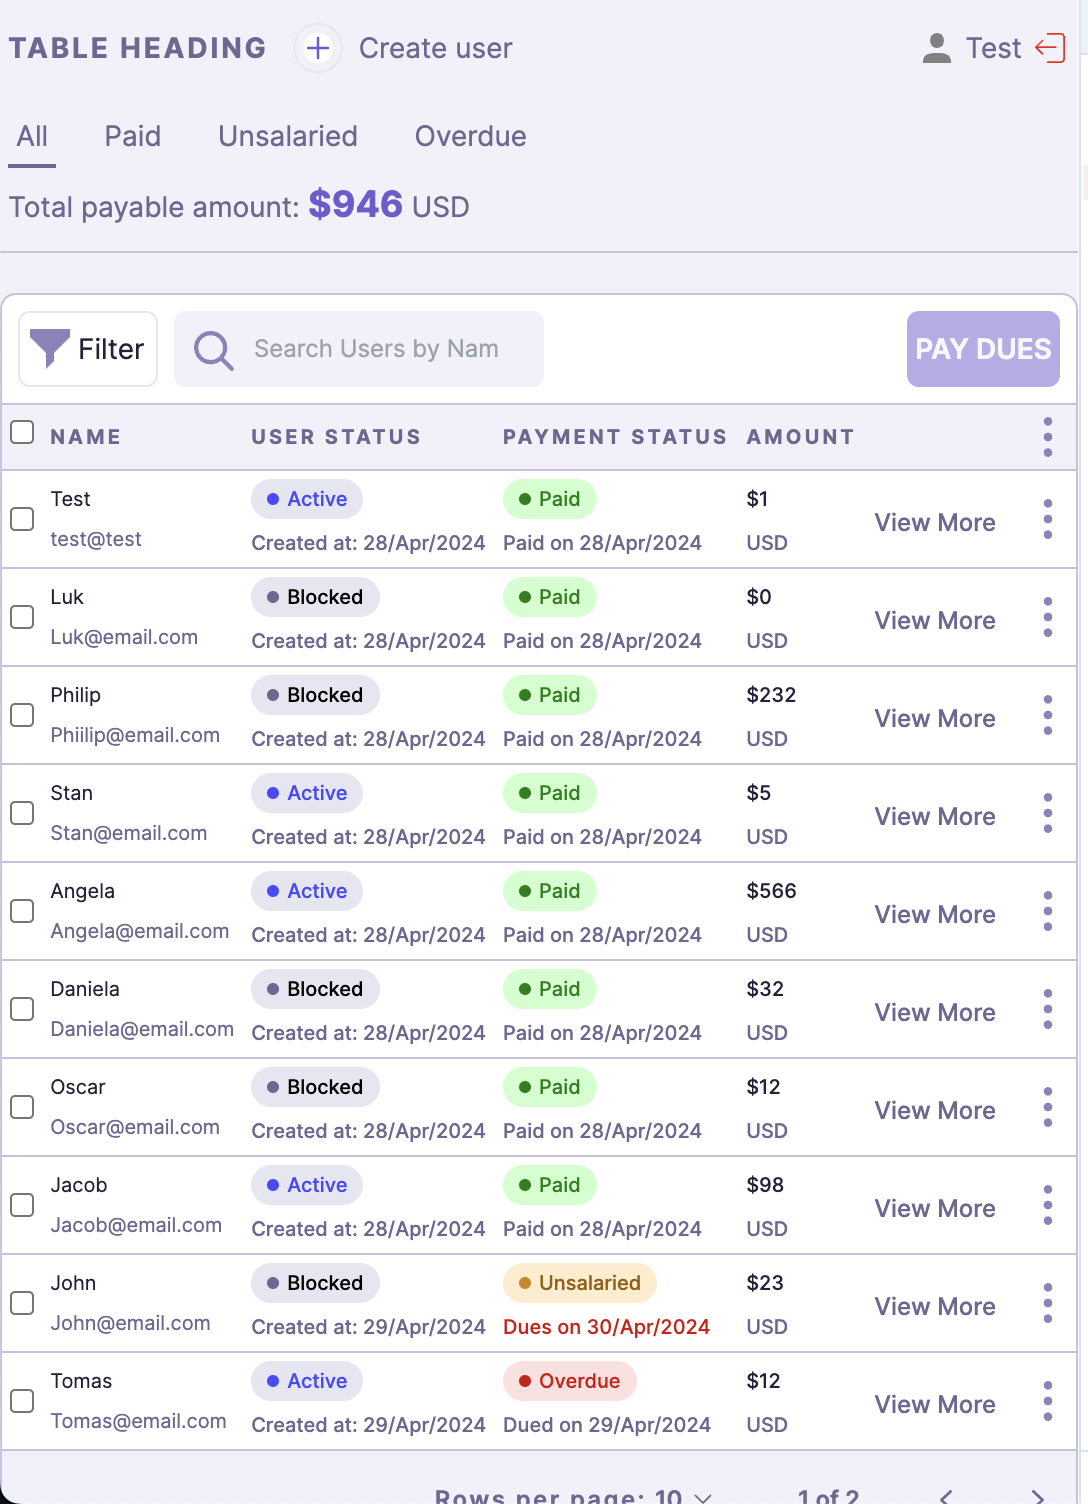 TABLE HEADING Create user Test
All Paid Unsalaried Overdue
Total payable amount: $946 USD
Filter Search Users by Nam PAY DUES
NAME USER STATUS PAYMENT STATUS AMOUNT
Test Active Paid $1
test@test Created at: 28/Apr/2024 Paid on 28/Apr/2024 USD View More
Luk Blocked Paid $0
Luk@email.com Created at: 28/Apr/2024 Paid on 28/Apr/2024 USD View More
Philip Blocked Paid $232
Phiilip@email.com Created at: 28/Apr/2024 Paid on 28/Apr/2024 USD View More
Stan Active Paid $5
Stan@email.com Created at: 28/Apr/2024 Paid on 28/Apr/2024 USD View More
Angela Active Paid $566
Angela@email.com Created at: 28/Apr/2024 Paid on 28/Apr/2024 USD View More
Daniela Blocked Paid $32
Daniela@email.com Created at: 28/Apr/2024 Paid on 28/Apr/2024 USD View More
Oscar Blocked Paid $12
Oscar@email.com Created at: 28/Apr/2024 Paid on 28/Apr/2024 USD View More
Jacob Active Paid $98
Jacob@email.com Created at: 28/Apr/2024 Paid on 28/Apr/2024 USD View More
John Blocked Unsalaried $23
John@email.com Created at: 29/Apr/2024 Dues on 30/Apr/2024 USD View More
Tomas Active Overdue $12
Tomas@email.com Created at: 29/Apr/2024 Dued on 29/Apr/2024 USD View More
Rows per page: 10 1 of 2